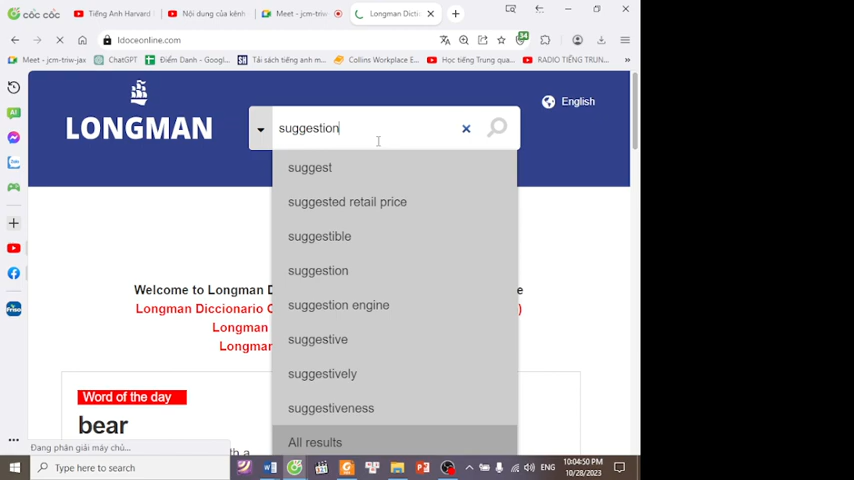 cốc cốc
Tiếng Anh Harvard
Nội dung của kênh
Meet - jcm-triw
Longman Dicti
ldoceonline.com
34
Meet - jcm-triw-jax
ChatGPT
Điểm Danh - Googl...
Tải sách tiếng anh m...
Collins Workplace E...
Học tiếng Trung qua...
RADIO TIẾNG TRUN...
LONGMAN
suggestion
English
suggest
suggested retail price
suggestible
suggestion
suggestion engine
suggestive
suggestively
suggestiveness
All results
Welcome to Longman D
Longman Diccionario
Longman
Longma
Word of the day
bear
Đang phân giải máy chủ...
Type here to search
ENG
10:04:50 PM
10/28/2023